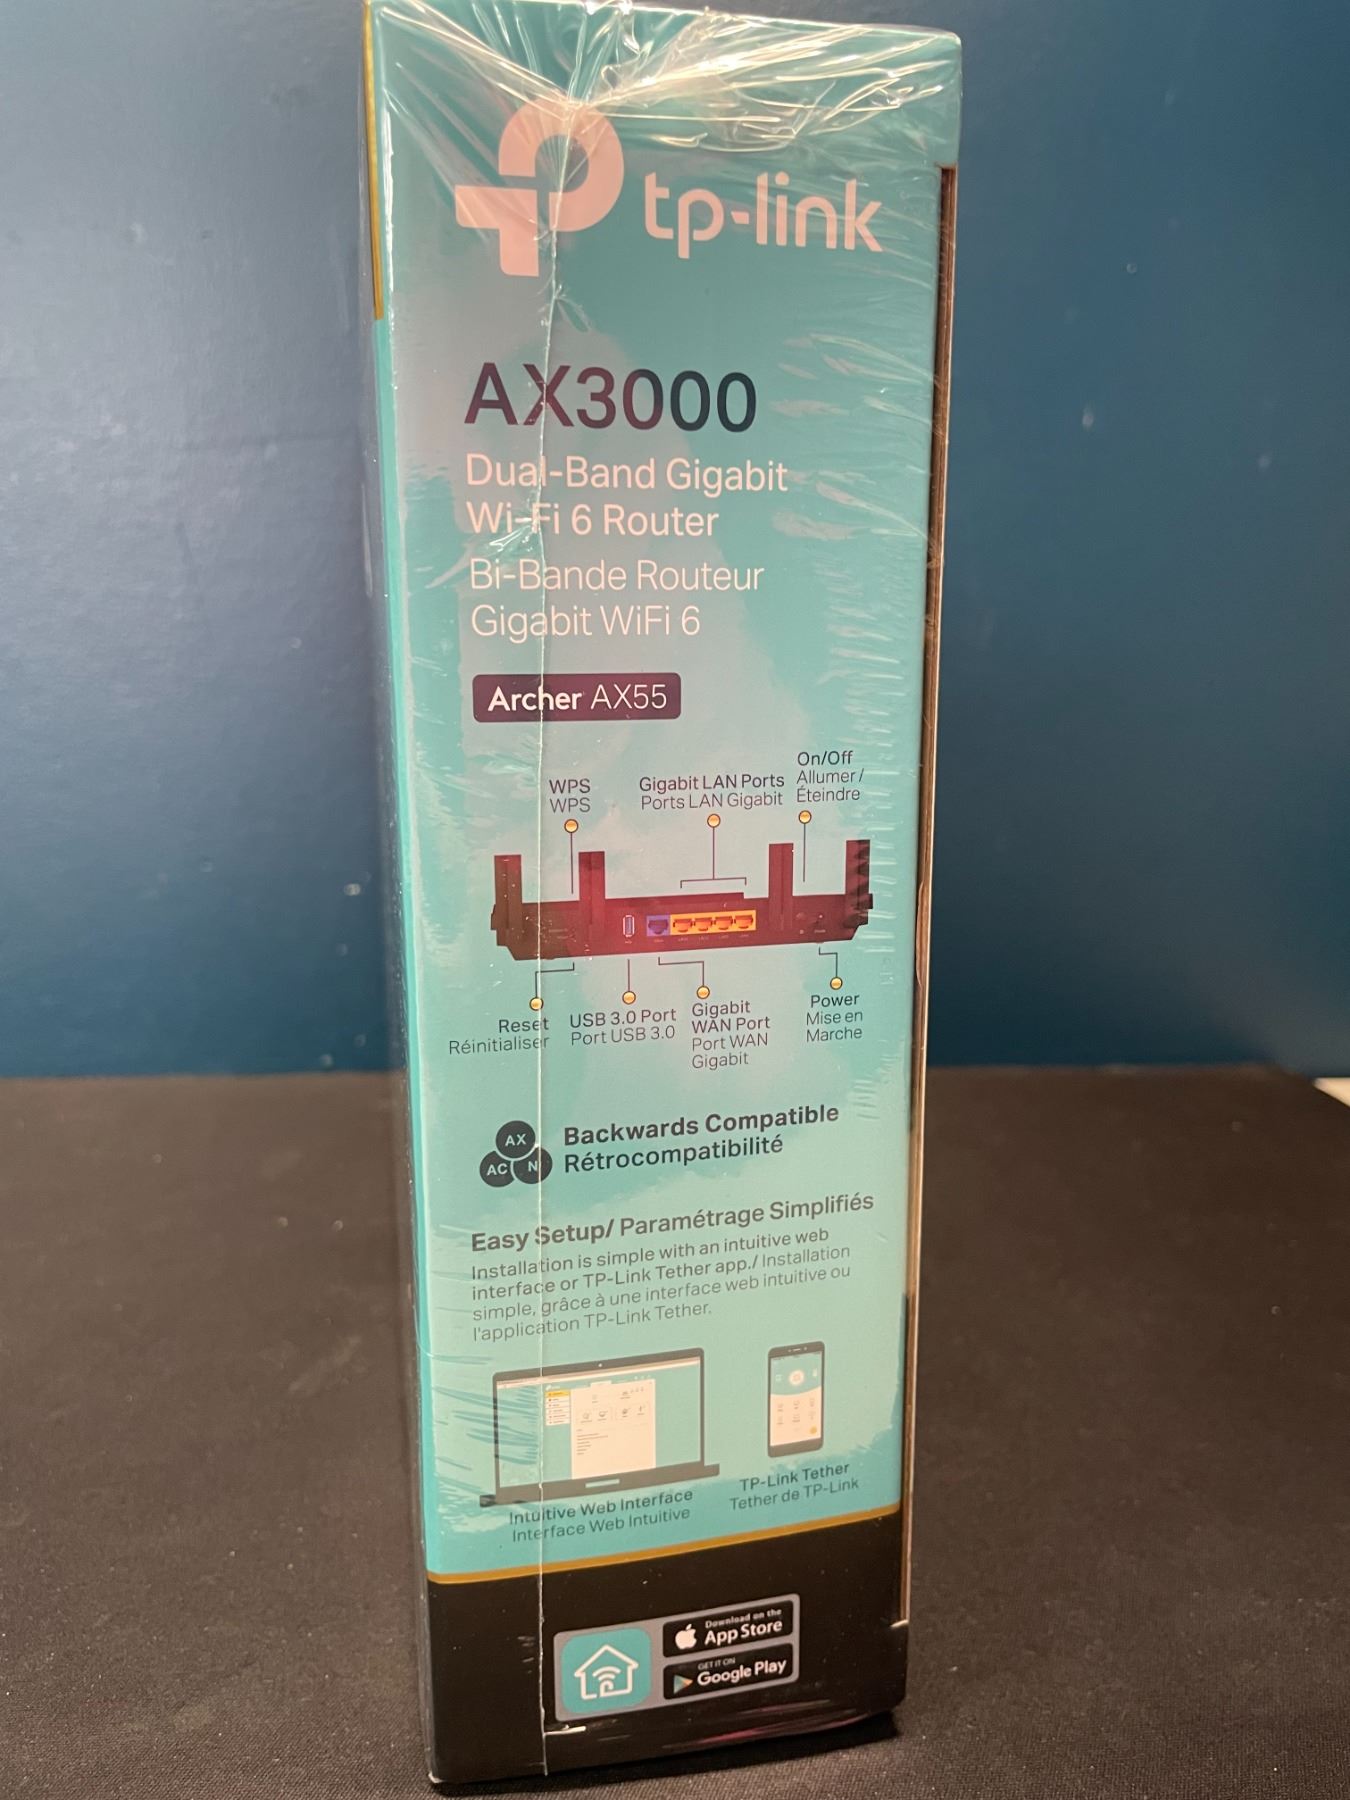 tp-link
AX3000
Dual-Band Gigabit
Wi-Fi 6 Router
Bi-Bande Routeur
Gigabit WiFi 6
Archer AX55
WPS
WPS
Gigabit LAN Ports
Ports LAN Gigabit
On/Off
Allumer /
Éteindre
Reset
Réinitialiser
USB 3.0 Port
Port USB 3.0
Gigabit
WAN Port
Port WAN
Gigabit
Power
Mise en
Marche
AX
AC N
Backwards Compatible
Rétrocompatibilité
Easy Setup/ Paramétrage Simplifiés
Installation is simple with an intuitive web
interface or TP-Link Tether app./ Installation
simple, grâce à une interface web intuitive ou
l'application TP-Link Tether.
Intuitive Web Interface
Interface Web Intuitive
TP-Link Tether
Tether de TP-Link
Download on the
App Store
GET IT ON
Google Play